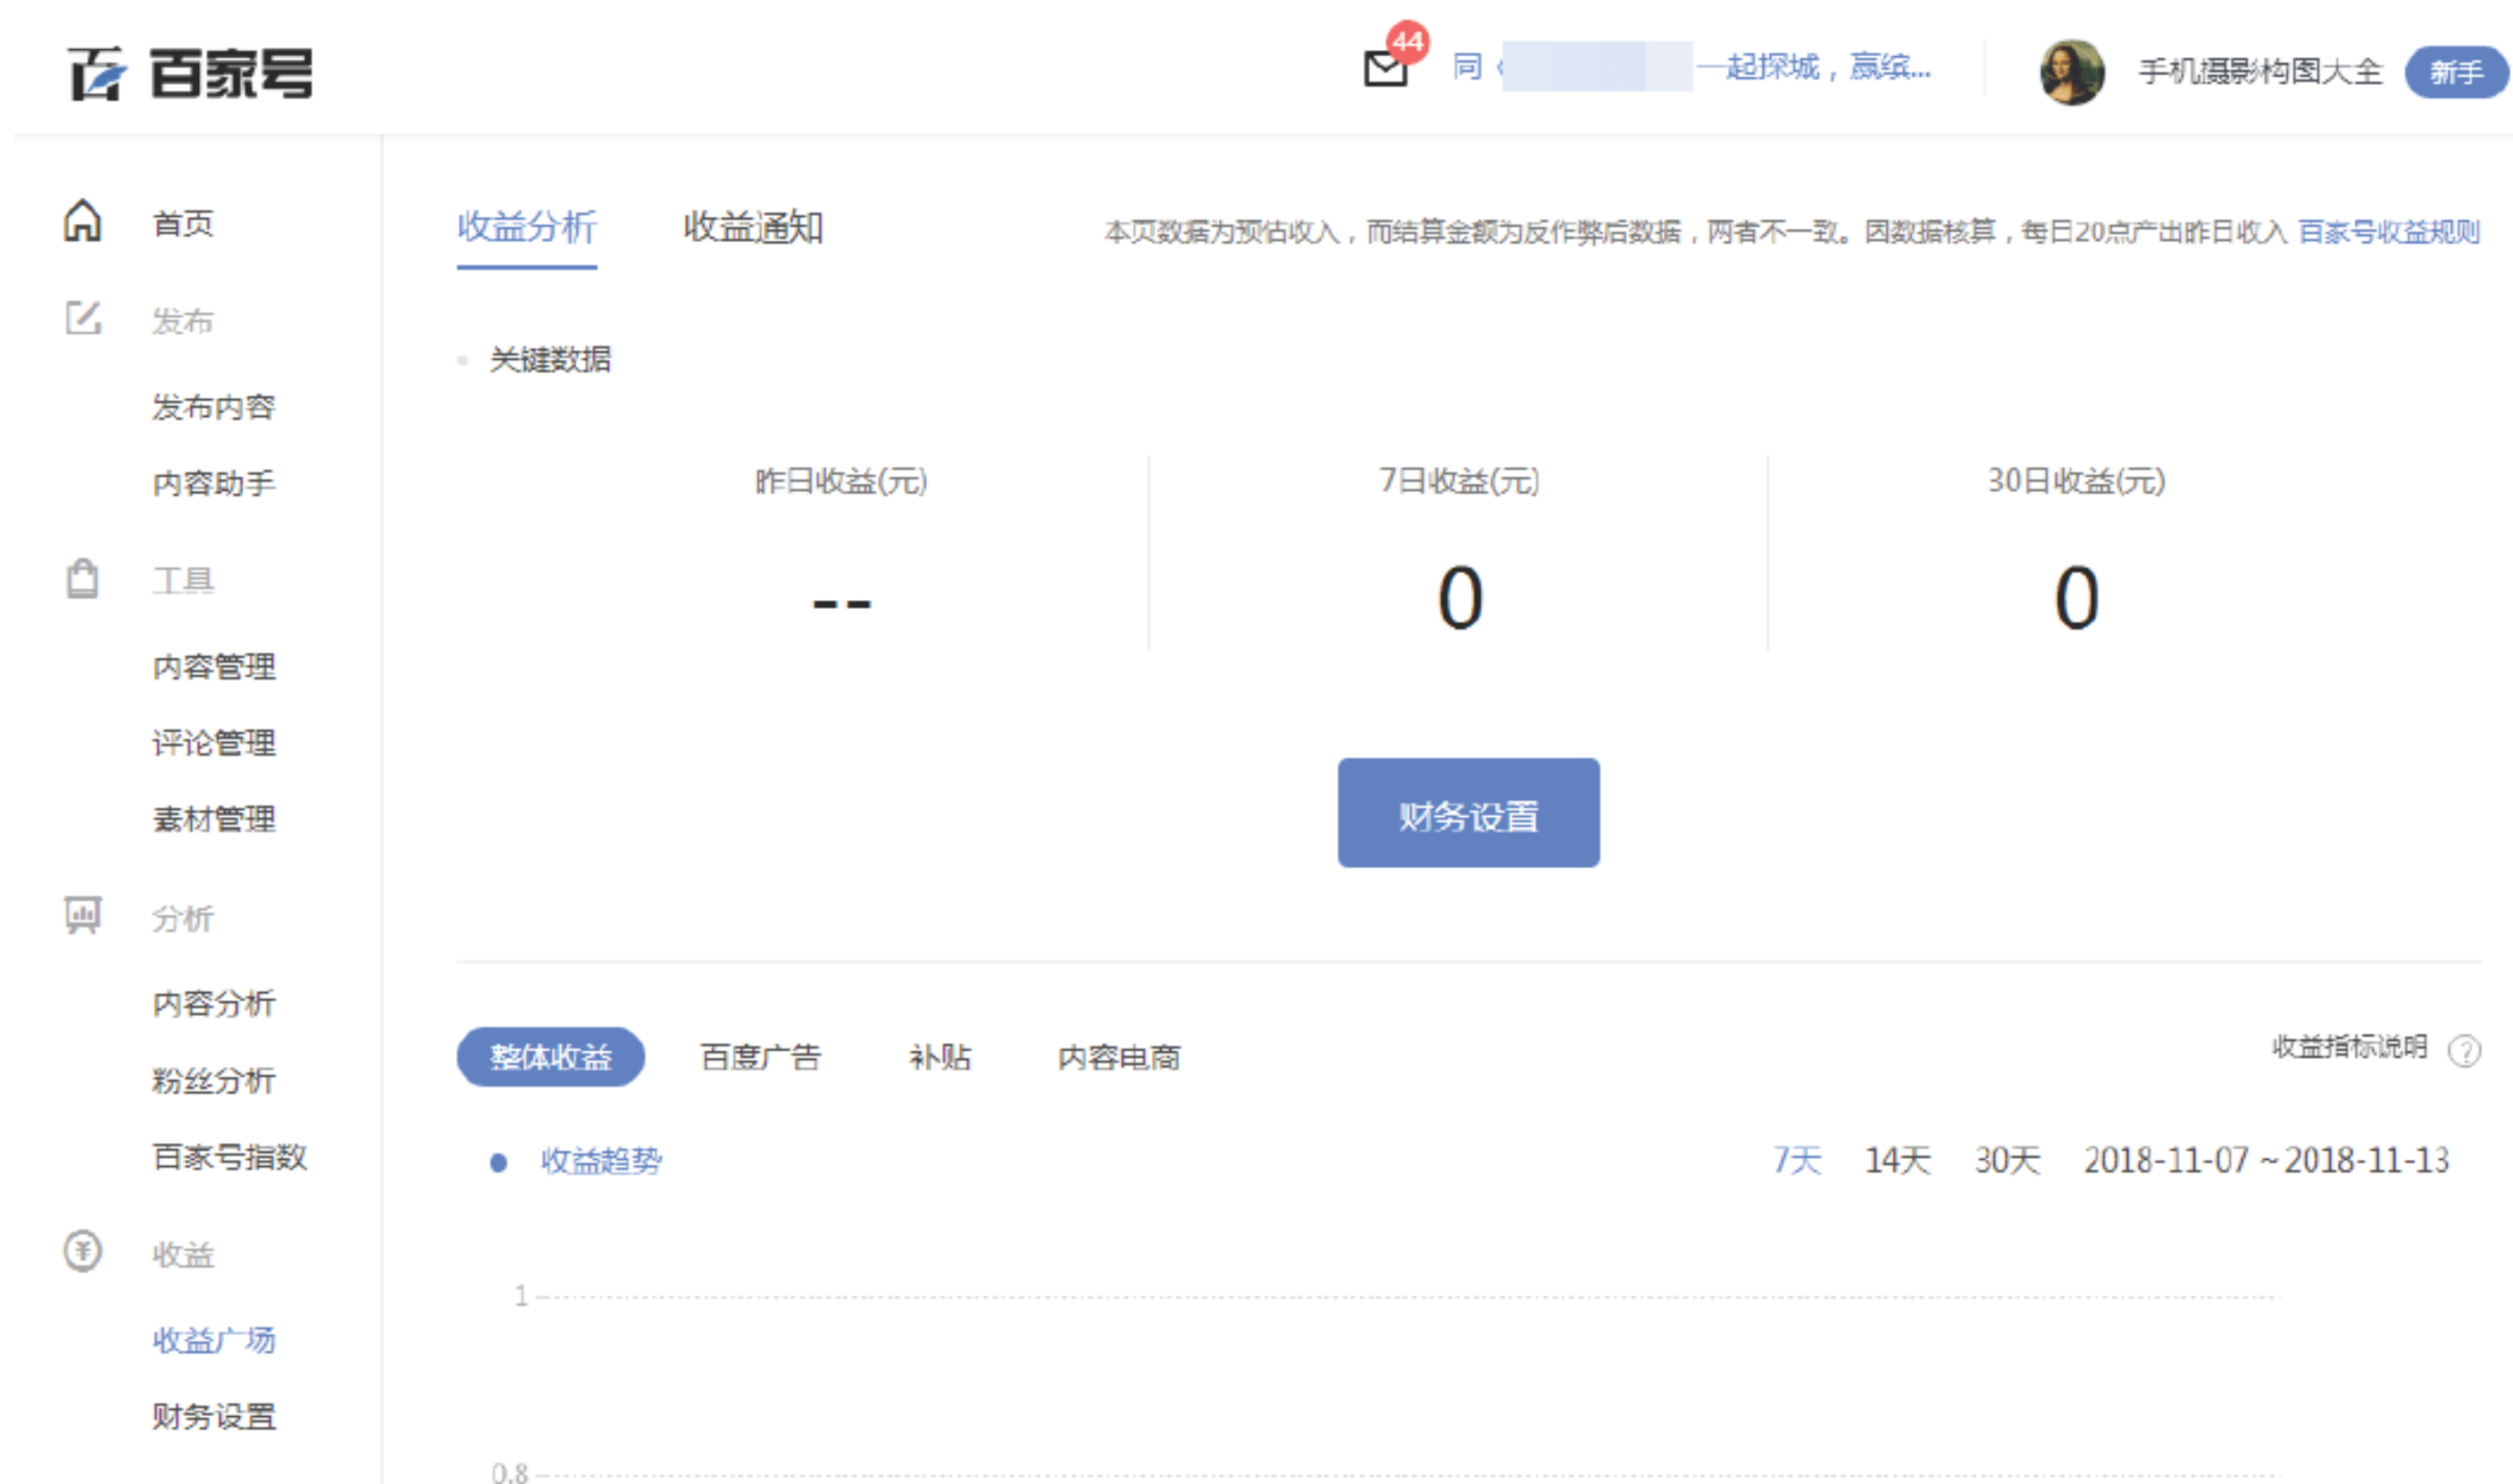 百家号
44
同《 一起探城，赢缤...
手机摄影构图大全
新手
首页
发布
发布内容
内容助手
工具
内容管理
评论管理
素材管理
分析
内容分析
粉丝分析
百家号指数
收益
收益广场
财务设置
收益分析 收益通知
本页数据为预估收入，而结算金额为反作弊后数据，两者不一致。因数据核算，每日20点产出昨日收入 百家号收益规则
关键数据
昨日收益(元) 7日收益(元) 30日收益(元)
-- 0 0
财务设置
整体收益 百度广告 补贴 内容电商 收益指标说明 ?
收益趋势 7天 14天 30天 2018-11-07 ~ 2018-11-13
1
0.8